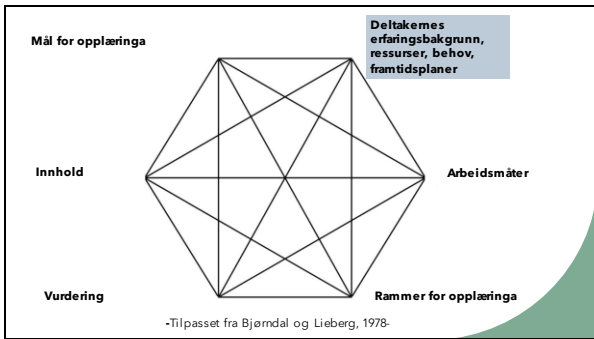 Mål for opplæringa
Deltakernes
erfaringsbakgrunn,
ressurser, behov,
framtidsplaner
Innhold
Arbeidsmåter
Vurdering
Rammer for opplæringa
-Tilpasset fra Bjørndal og Lieberg, 1978-